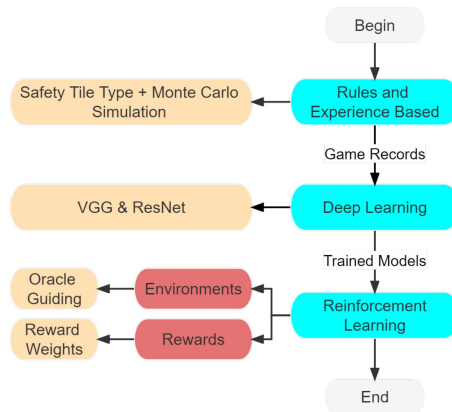 Begin
Safety Tile Type + Monte Carlo
Simulation
Rules and
Experience Based
Game Records
VGG & ResNet
Deep Learning
Trained Models
Oracle
Guiding
Environments
Reinforcement
Learning
Reward
Weights
Rewards
End